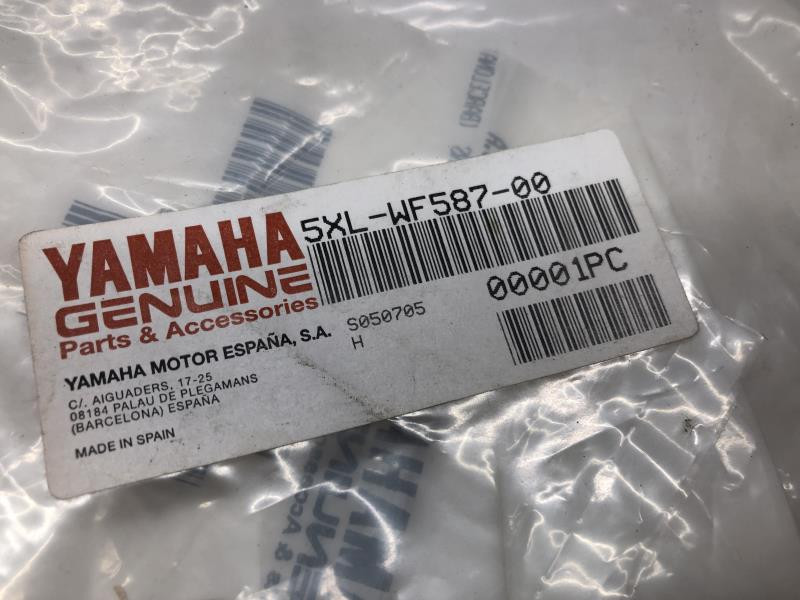 YAMAHA
GENUINE
Parts & Accessories
5XL-WF587-00
00001PC
S050705
H
YAMAHA MOTOR ESPAÑA, S.A.
C/. AIGUADERS, 17-25
08184 PALAU DE PLEGAMANS
(BARCELONA) ESPAÑA
MADE IN SPAIN